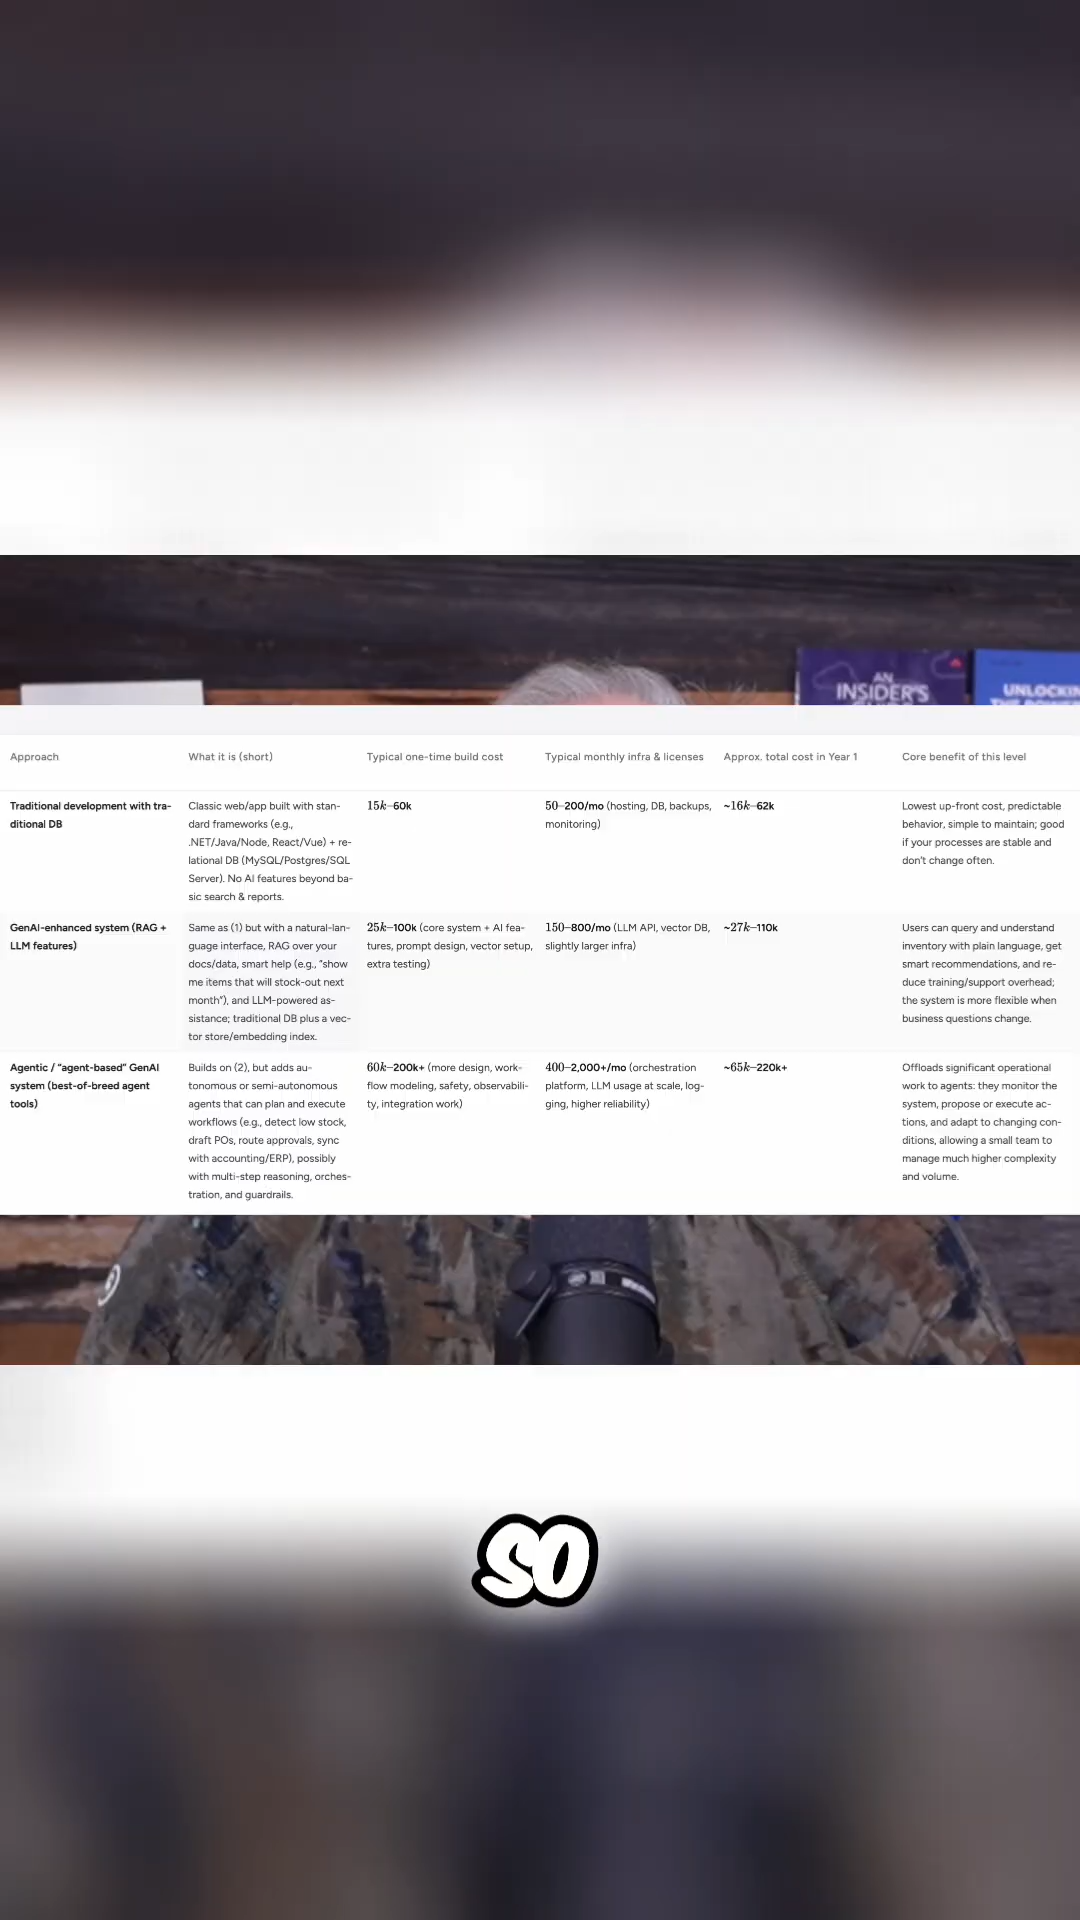 AN
INSIDER'S
Approach
What it is (short)
Typical one-time build cost
Typical monthly infra & licenses
Approx. total cost in Year 1
Core benefit of this level
Traditional development with tra-
ditional DB
Classic web/app built with stan-
dard frameworks (e.g.,
.NET/Java/Node, React/Vue) + re-
lational DB (MySQL/Postgres/SQL
Server). No AI features beyond ba-
sic search & reports.
15k–60k
50–200/mo (hosting, DB, backups,
monitoring)
~16k–62k
Lowest up-front cost, predictable
behavior, simple to maintain; good
if your processes are stable and
don't change often.
GenAI-enhanced system (RAG +
LLM features)
Same as (1) but with a natural-lan-
guage interface, RAG over your
docs/data, smart help (e.g., "show
me items that will stock-out next
month"), and LLM-powered as-
sistance; traditional DB plus a vec-
tor store/embedding index.
25k–100k (core system + AI fea-
tures, prompt design, vector setup,
extra testing)
150–800/mo (LLM API, vector DB,
slightly larger infra)
~27k–110k
Users can query and understand
inventory with plain language, get
smart recommendations, and re-
duce training/support overhead;
the system is more flexible when
business questions change.
Agentic / "agent-based" GenAI
system (best-of-breed agent
tools)
Builds on (2), but adds au-
tonomous or semi-autonomous
agents that can plan and execute
workflows (e.g., detect low stock,
draft POs, route approvals, sync
with accounting/ERP), possibly
with multi-step reasoning, orches-
tration, and guardrails.
60k–200k+ (more design, work-
flow modeling, safety, observabili-
ty, integration work)
400–2,000+/mo (orchestration
platform, LLM usage at scale, log-
ging, higher reliability)
~65k–220k+
Offloads significant operational
work to agents: they monitor the
system, propose or execute ac-
tions, and adapt to changing con-
ditions, allowing a small team to
manage much higher complexity
and volume.
SO